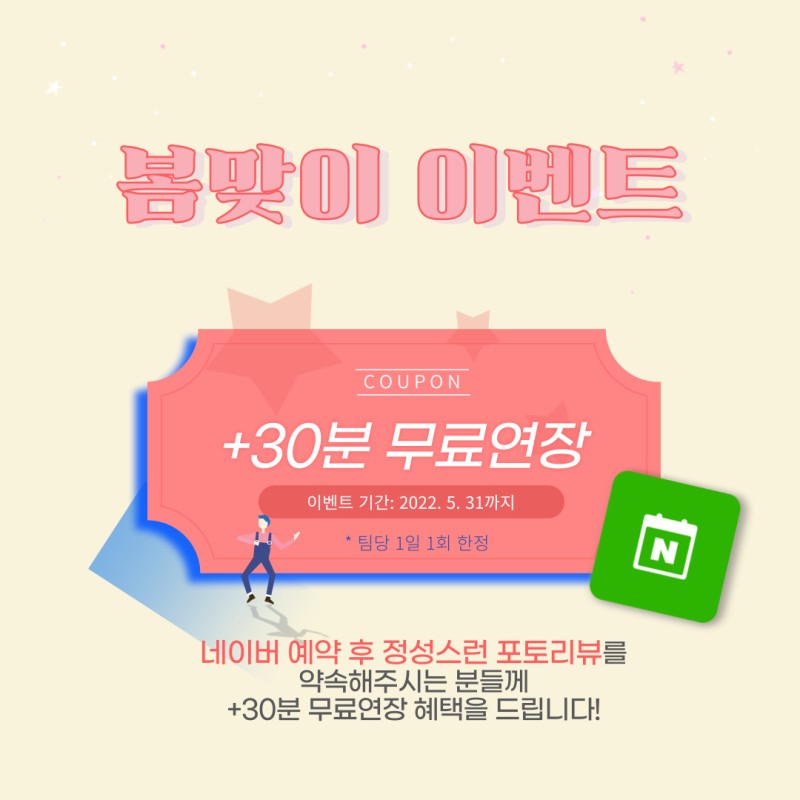 봄맞이 이벤트
COUPON
+30분 무료연장
이벤트 기간: 2022. 5. 31까지
* 팀당 1일 1회 한정
N
네이버 예약 후 정성스런 포토리뷰를
약속해주시는 분들께
+30분 무료연장 혜택을 드립니다!